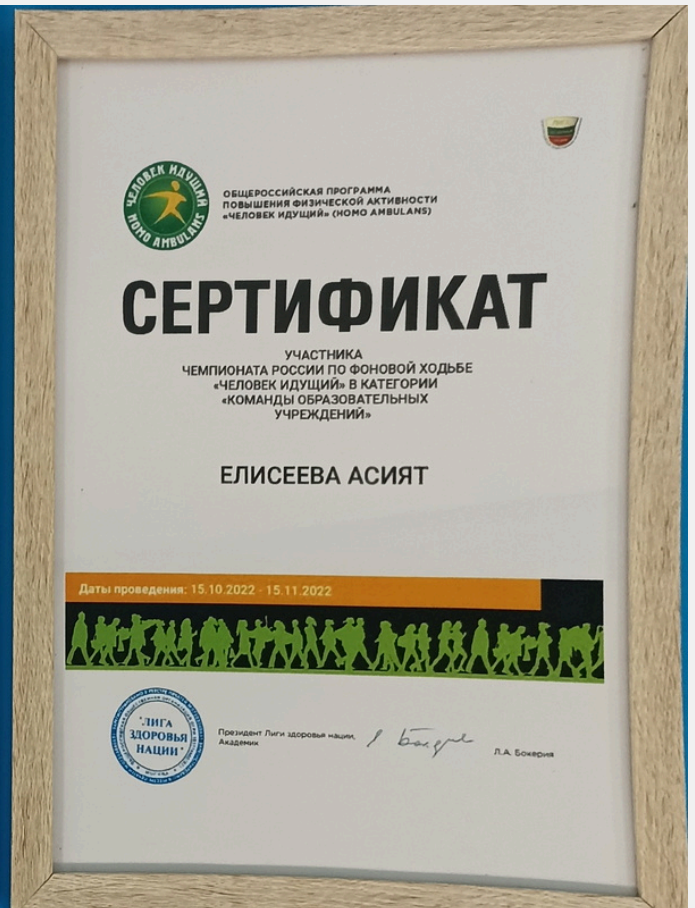 ЧЕЛОВЕК ИДУЩИЙ
HOMO AMBULANS
ОБЩЕРОССИЙСКАЯ ПРОГРАММА
ПОВЫШЕНИЯ ФИЗИЧЕСКОЙ АКТИВНОСТИ
«ЧЕЛОВЕК ИДУЩИЙ» (HOMO AMBULANS)
СЕРТИФИКАТ
УЧАСТНИКА
ЧЕМПИОНАТА РОССИИ ПО ФОНОВОЙ ХОДЬБЕ
«ЧЕЛОВЕК ИДУЩИЙ» В КАТЕГОРИИ
«КОМАНДЫ ОБРАЗОВАТЕЛЬНЫХ
УЧРЕЖДЕНИЙ»
ЕЛИСЕЕВА АСИЯТ
Даты проведения: 15.10.2022 - 15.11.2022
"ЛИГА
ЗДОРОВЬЯ
НАЦИИ"
Президент Лиги здоровья нации,
Академик
Л.А. Бокерия